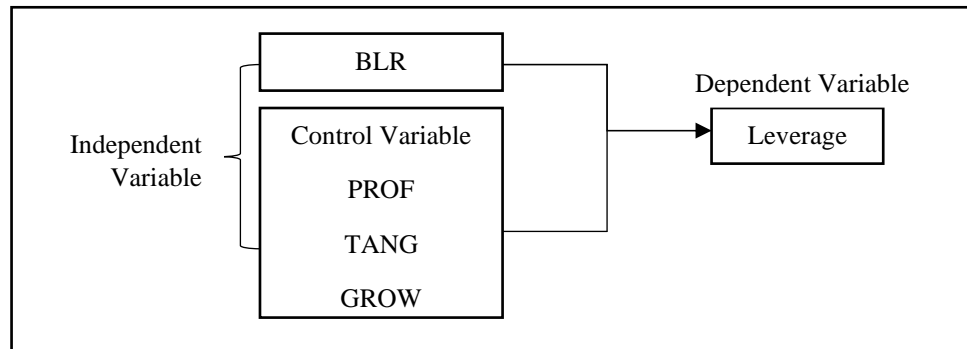 Independent
Variable
BLR
Control Variable
PROF
TANG
GROW
Dependent Variable
Leverage